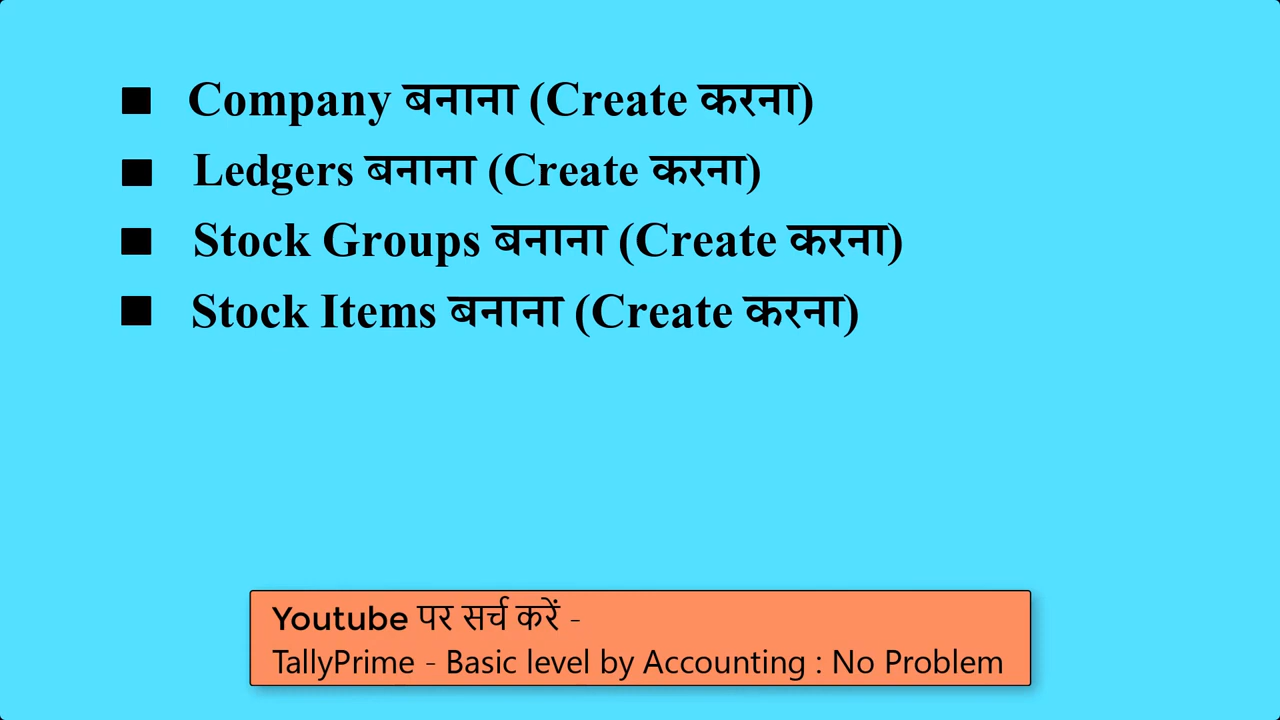 ■ Company बनाना (Create करना)
■ Ledgers बनाना (Create करना)
■ Stock Groups बनाना (Create करना)
■ Stock Items बनाना (Create करना)
Youtube पर सर्च करें -
TallyPrime - Basic level by Accounting : No Problem